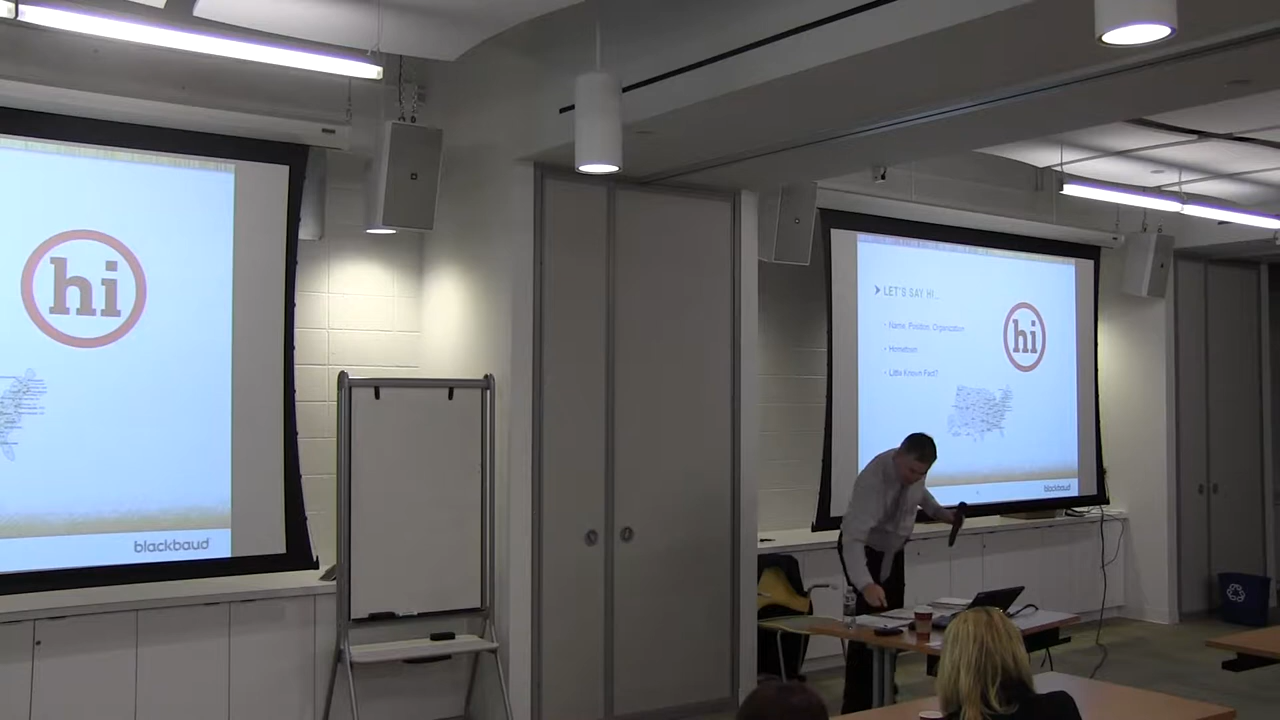 hi
blackbaud
LET'S SAY HI...
• Name, Position, Organization
• Hometown
• Little Known Fact?
hi
blackbaud